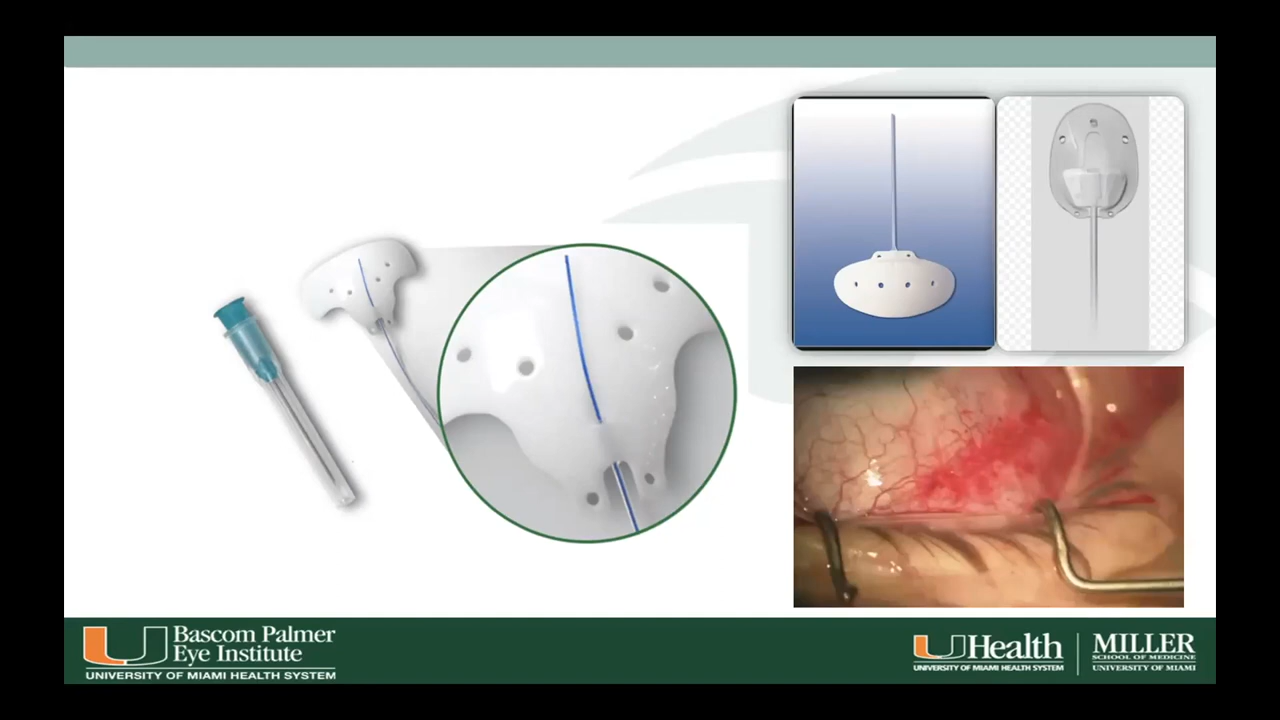 Bascom Palmer
Eye Institute
UNIVERSITY OF MIAMI HEALTH SYSTEM
UHealth
UNIVERSITY OF MIAMI HEALTH SYSTEM
MILLER
SCHOOL OF MEDICINE
UNIVERSITY OF MIAMI